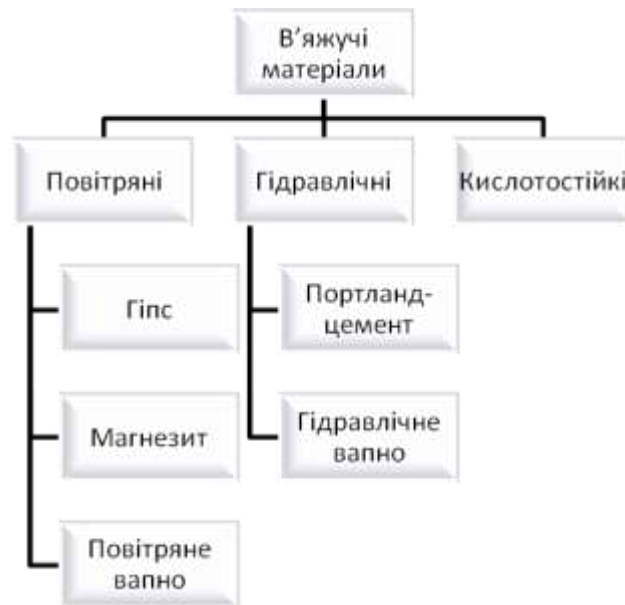 В’яжучі
матеріали
Повітряні
Гідравлічні
Кислотостійкі
Гіпс
Магнезит
Повітряне
вапно
Портланд-
цемент
Гідравлічне
вапно